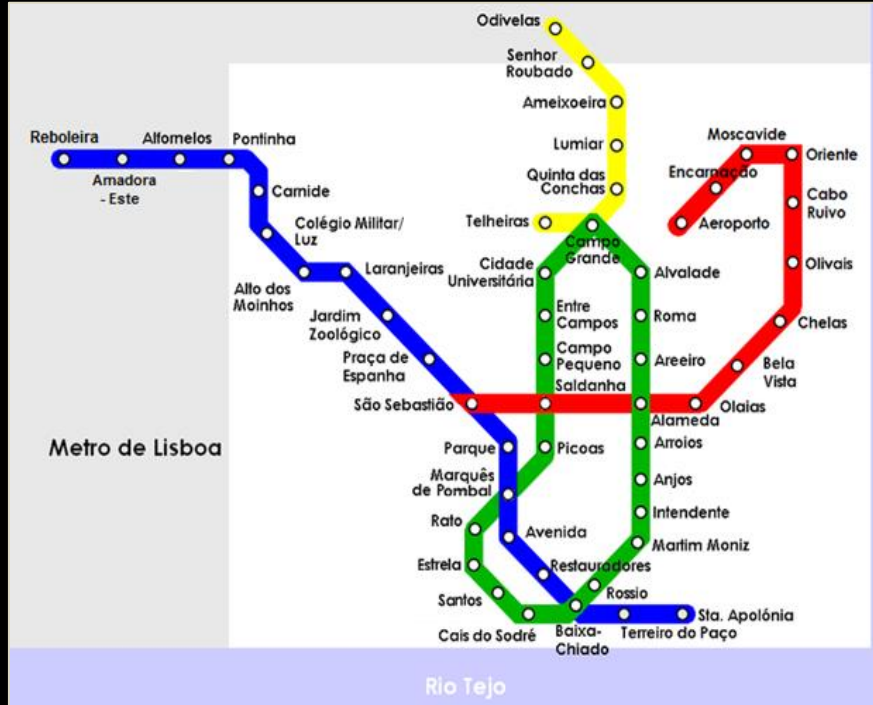 Odivelas
Senhor
Roubado
Ameixoeira
Lumiar
Quinta das
Conchas
Telheiras
Campo
Grande
Moscavide
Oriente
Encarnação
Aeroporto
Cabo
Ruivo
Olivais
Chelas
Bela
Vista
Olaias
Reboleira
Alfornelos
Pontinha
Amadora
- Este
Carnide
Colégio Militar/
Luz
Alto dos
Moinhos
Laranjeiras
Jardim
Zoológico
Praça de
Espanha
São Sebastião
Cidade
Universitária
Entre
Campos
Campo
Pequeno
Saldanha
Alvalade
Roma
Areeiro
Alameda
Arroios
Anjos
Intendente
Martim Moniz
Picoas
Parque
Marquês
de Pombal
Rato
Avenida
Estrela
Restauradores
Santos
Rossio
Cais do Sodré
Baixa-
Chiado
Terreiro do Paço
Sta. Apolónia
Metro de Lisboa
Rio Tejo